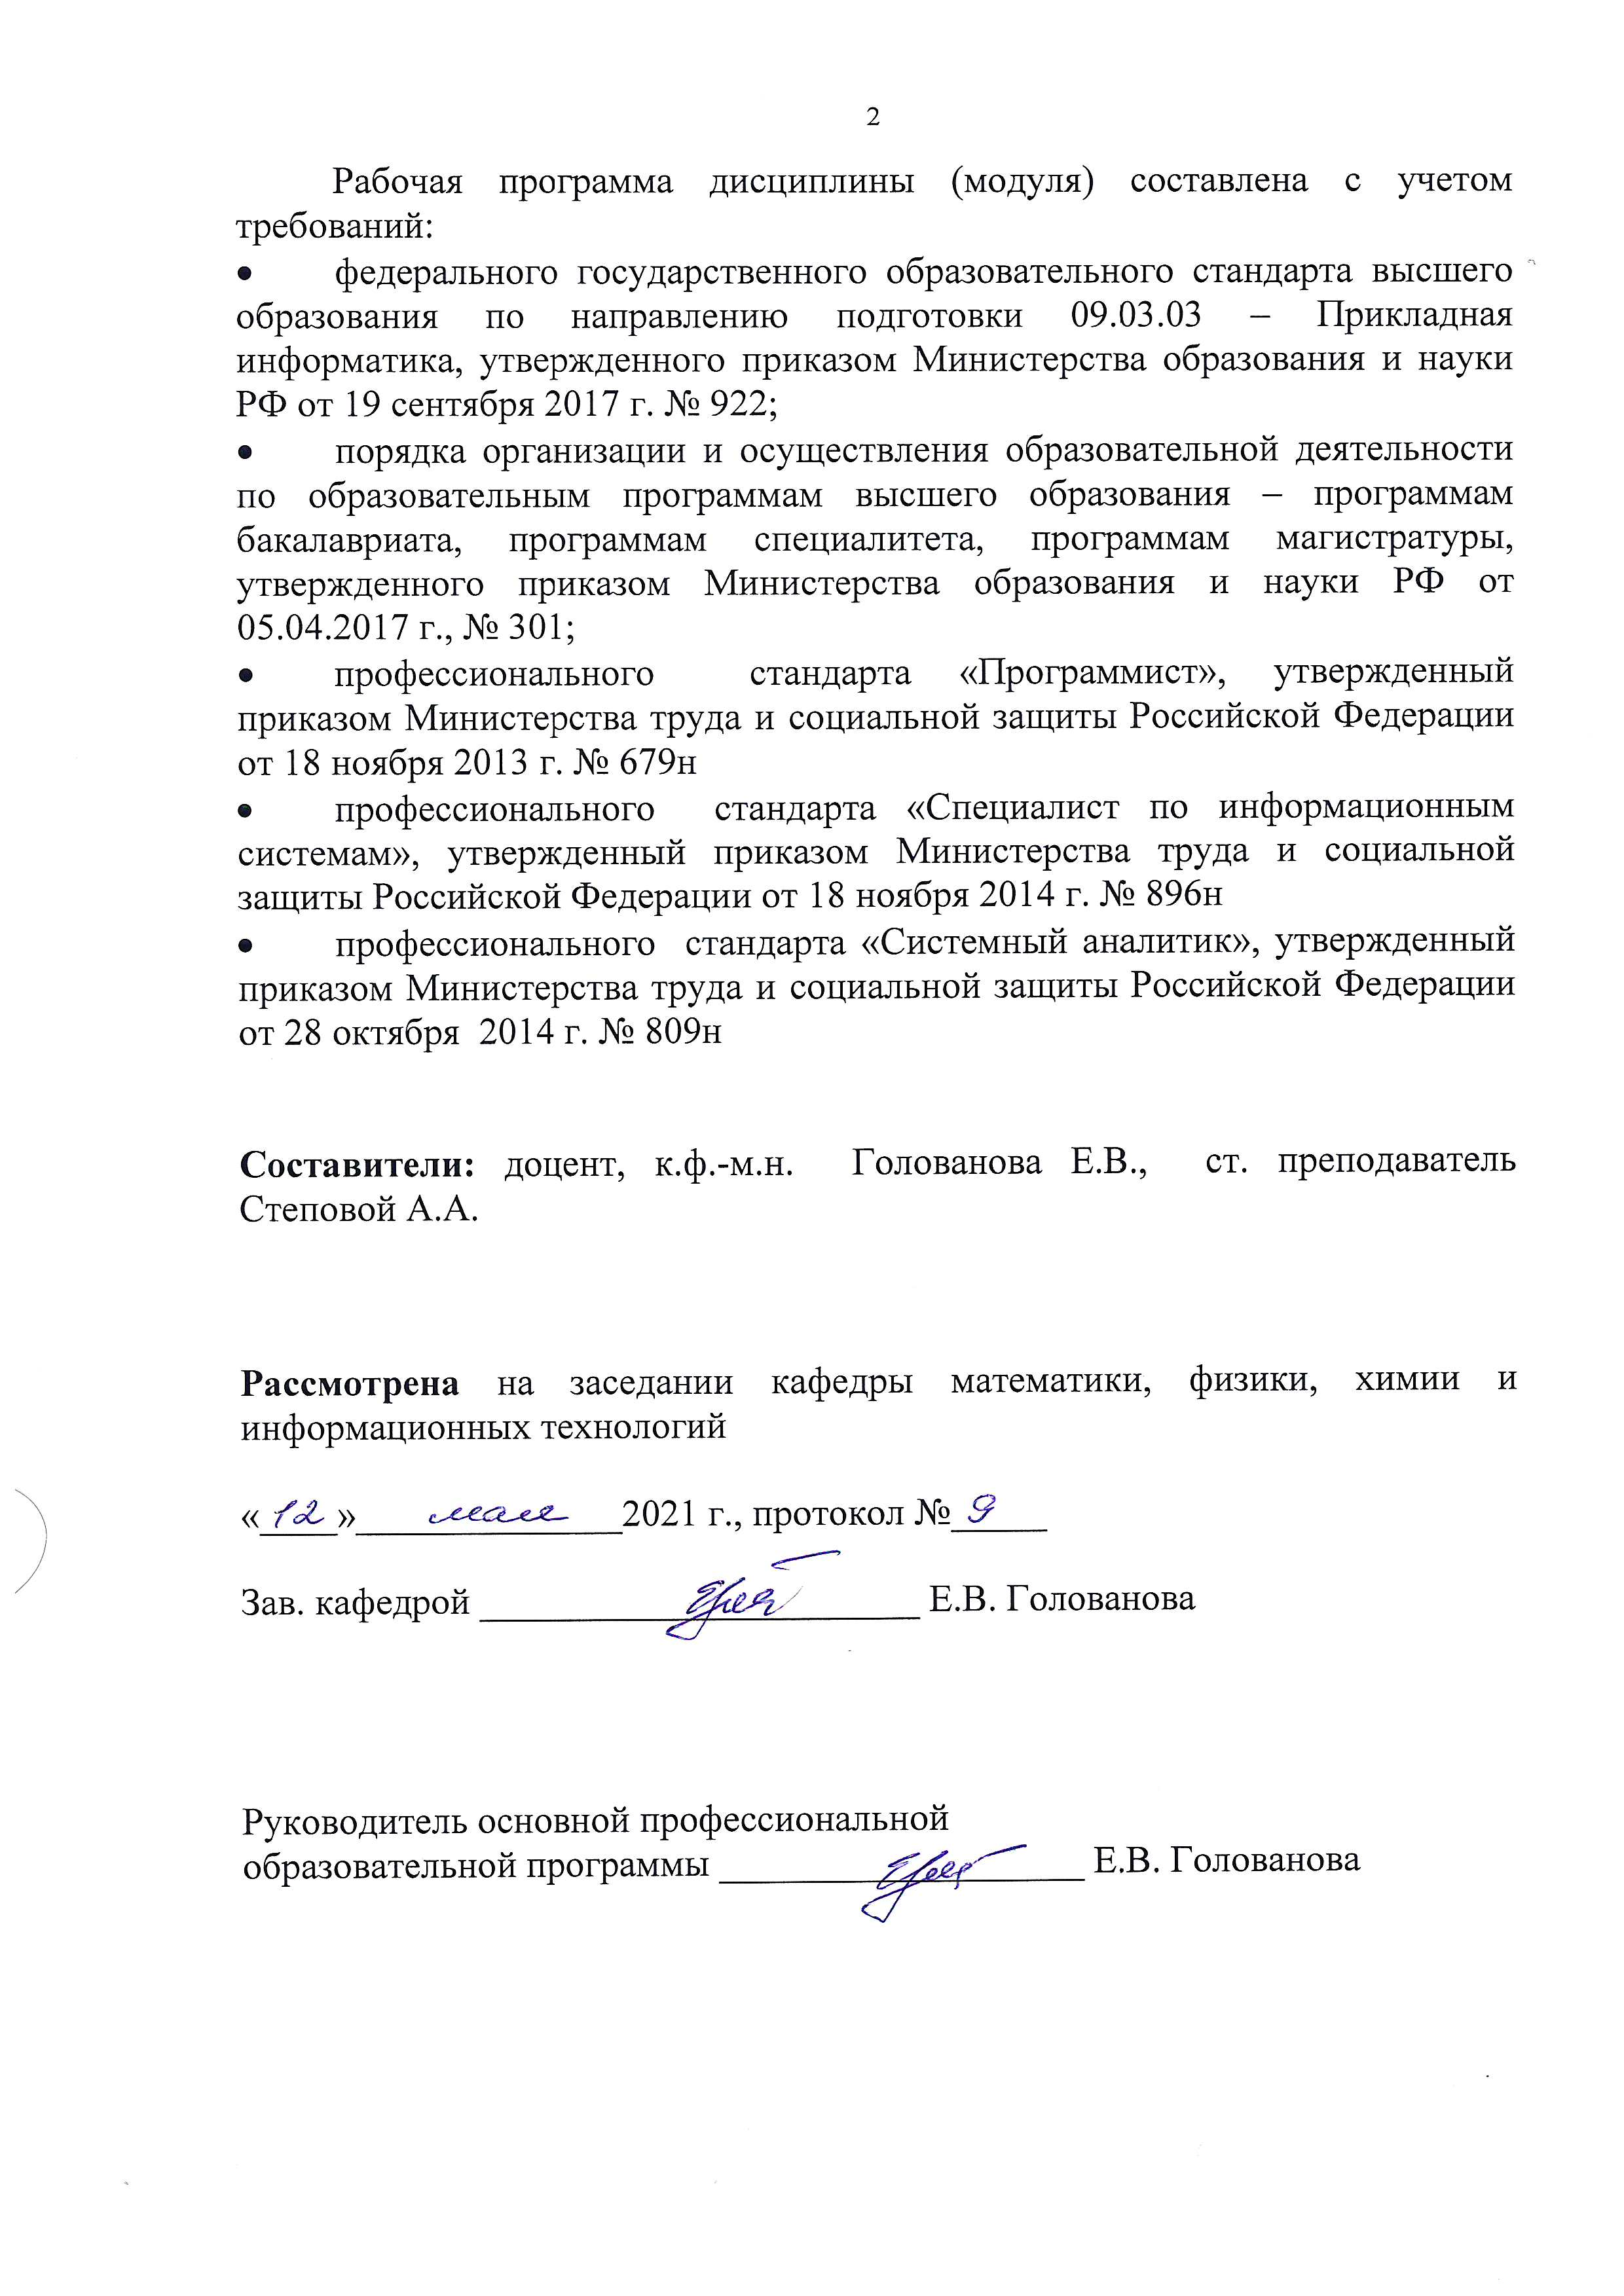 2
Рабочая программа дисциплины (модуля) составлена с учетом
требований:
• федерального государственного образовательного стандарта высшего
образования по направлению подготовки 09.03.03 – Прикладная
информатика, утвержденного приказом Министерства образования и науки
РФ от 19 сентября 2017 г. № 922;
• порядка организации и осуществления образовательной деятельности
по образовательным программам высшего образования – программам
бакалавриата, программам специалитета, программам магистратуры,
утвержденного приказом Министерства образования и науки РФ от
05.04.2017 г., № 301;
• профессионального стандарта «Программист», утвержденный
приказом Министерства труда и социальной защиты Российской Федерации
от 18 ноября 2013 г. № 679н
• профессионального стандарта «Специалист по информационным
системам», утвержденный приказом Министерства труда и социальной
защиты Российской Федерации от 18 ноября 2014 г. № 896н
• профессионального стандарта «Системный аналитик», утвержденный
приказом Министерства труда и социальной защиты Российской Федерации
от 28 октября 2014 г. № 809н
Составители: доцент, к.ф.-м.н. Голованова Е.В., ст. преподаватель
Степовой А.А.
Рассмотрена на заседании кафедры математики, физики, химии и
информационных технологий
«12» мая 2021 г., протокол № 9
Зав. кафедрой Е.В. Голованова
Руководитель основной профессиональной
образовательной программы Е.В. Голованова